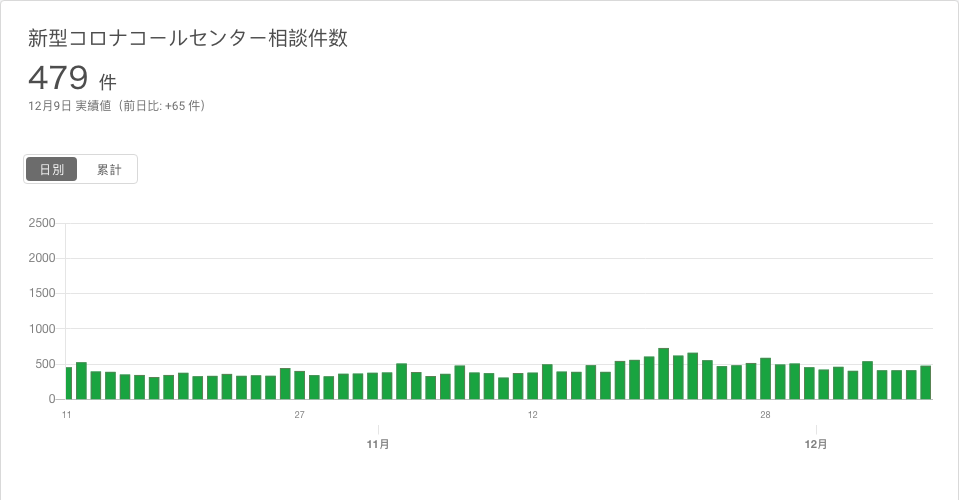 新型コロナコールセンター相談件数
479 件
12月9日 実績値（前日比: +65 件）
日別 累計
2500
2000
1500
1000
500
0
11 27 12 28
11月 12月